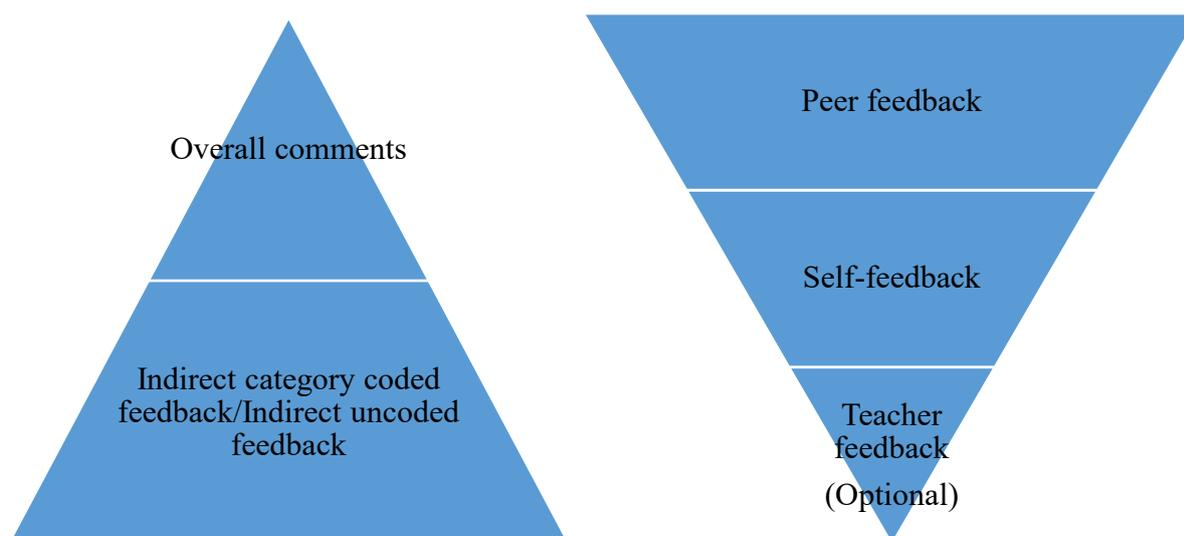 Overall comments
Indirect category coded
feedback/Indirect uncoded
feedback
Peer feedback
Self-feedback
Teacher
feedback
(Optional)